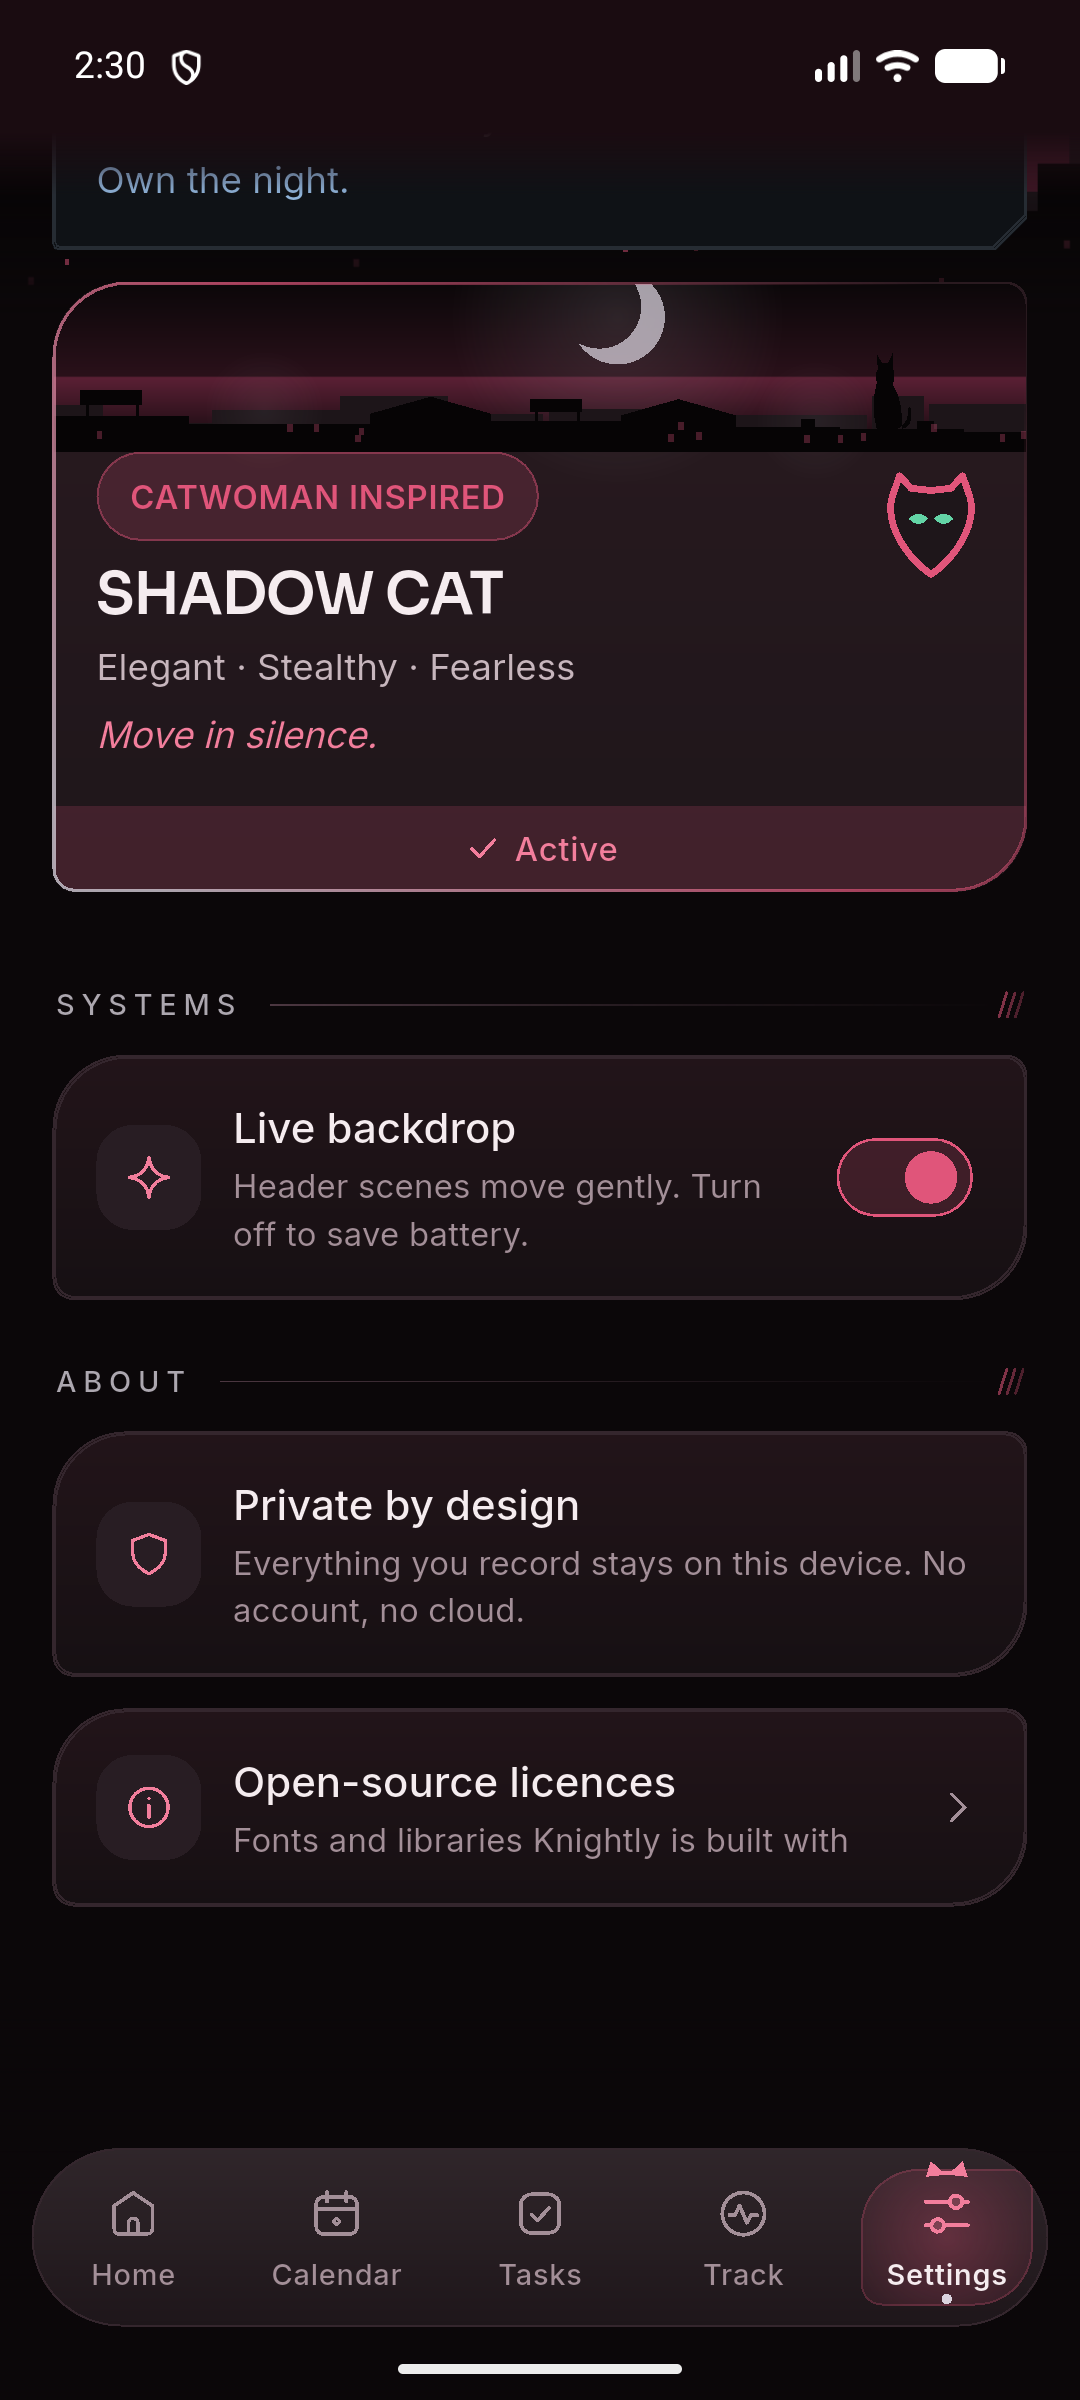 2:30
Own the night.
CATWOMAN INSPIRED
SHADOW CAT
Elegant · Stealthy · Fearless
Move in silence.
Active
SYSTEMS
Live backdrop
Header scenes move gently. Turn
off to save battery.
ABOUT
Private by design
Everything you record stays on this device. No
account, no cloud.
Open-source licences
Fonts and libraries Knightly is built with
Home
Calendar
Tasks
Track
Settings